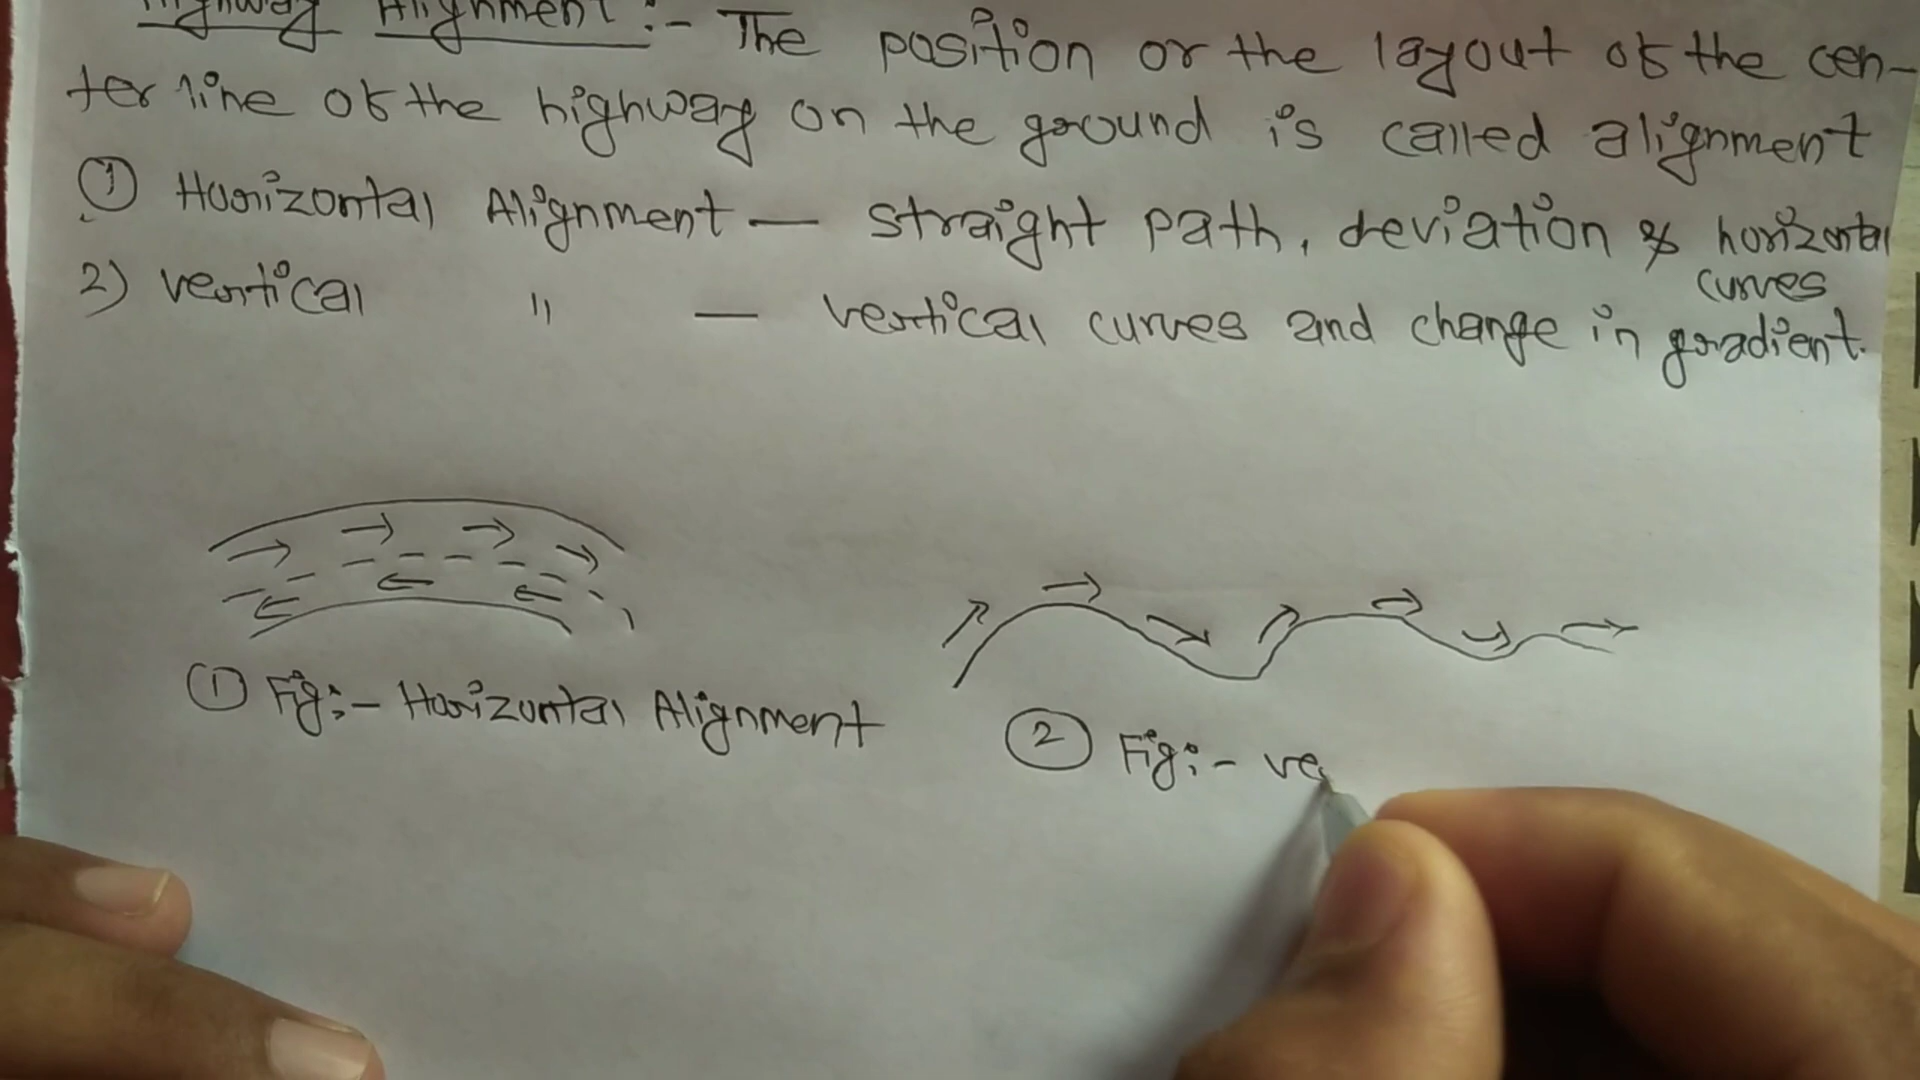 Highway Alignment :- The position or the layout of the cen-
ter line of the highway on the ground is called alignment
① Horizontal Alignment — straight path, deviation & horizontal
curves
2) vertical " — vertical curves and change in gradient.
① Fig:- Horizontal Alignment
② Fig:- ve